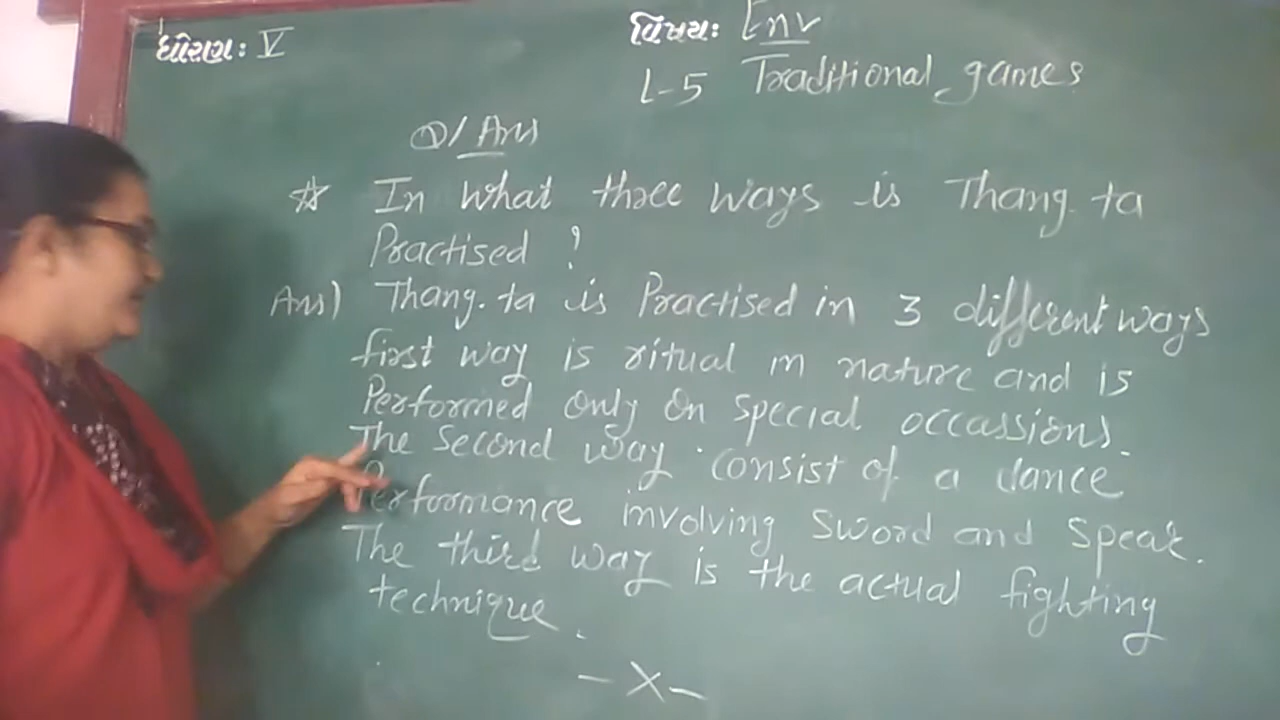 ધોરણ: V
વિષય: Env
L-5 Traditional games
Q/Ans
☆ In what three ways is Thang-ta
Practised ?
Ans) Thang-ta is Practised in 3 different ways
first way is ritual in nature and is
Performed only on special occassions.
The second way consist of a dance
Performance involving sword and spear.
The third way is the actual fighting
technique.
- X -